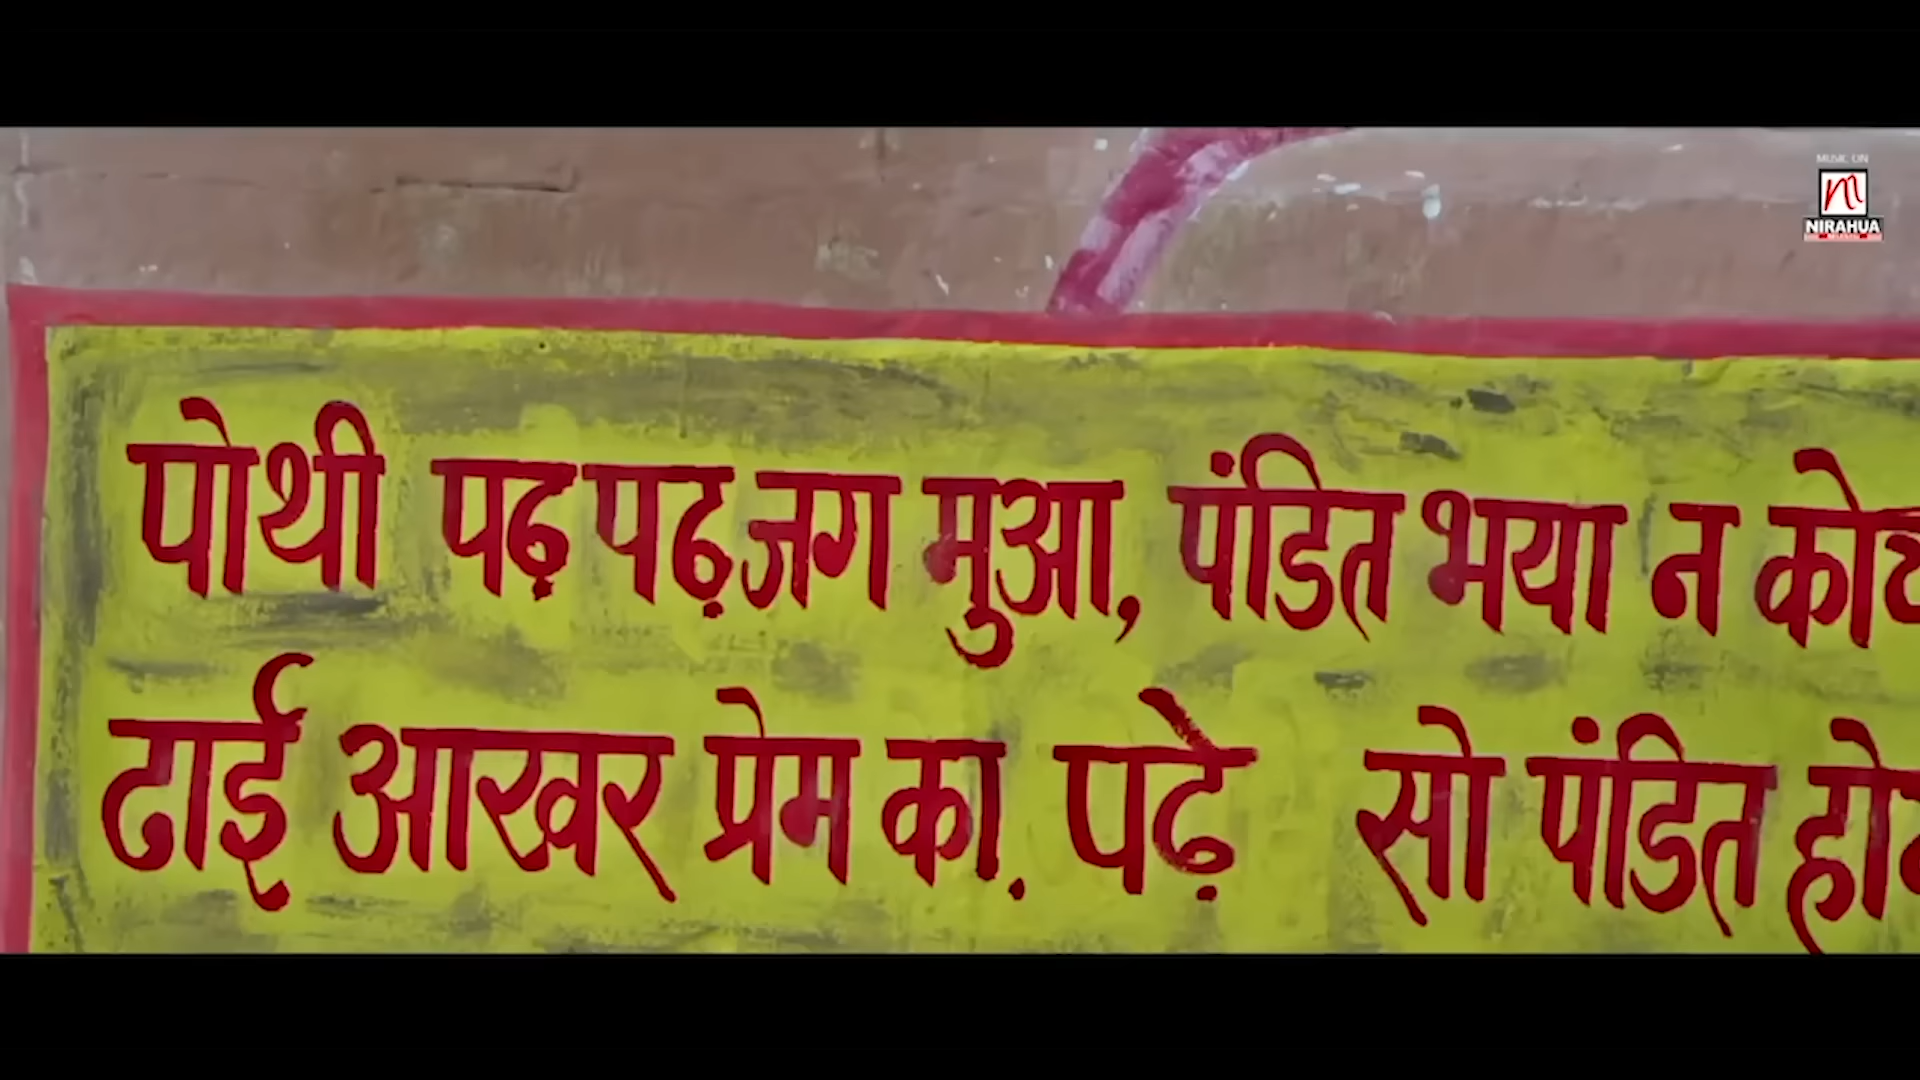 MUSIC ON
NIRAHUA
पोथी पढ़ पढ़ जग मुआ, पंडित भया न
ढाई आखर प्रेम का, पढ़े सो पंडित